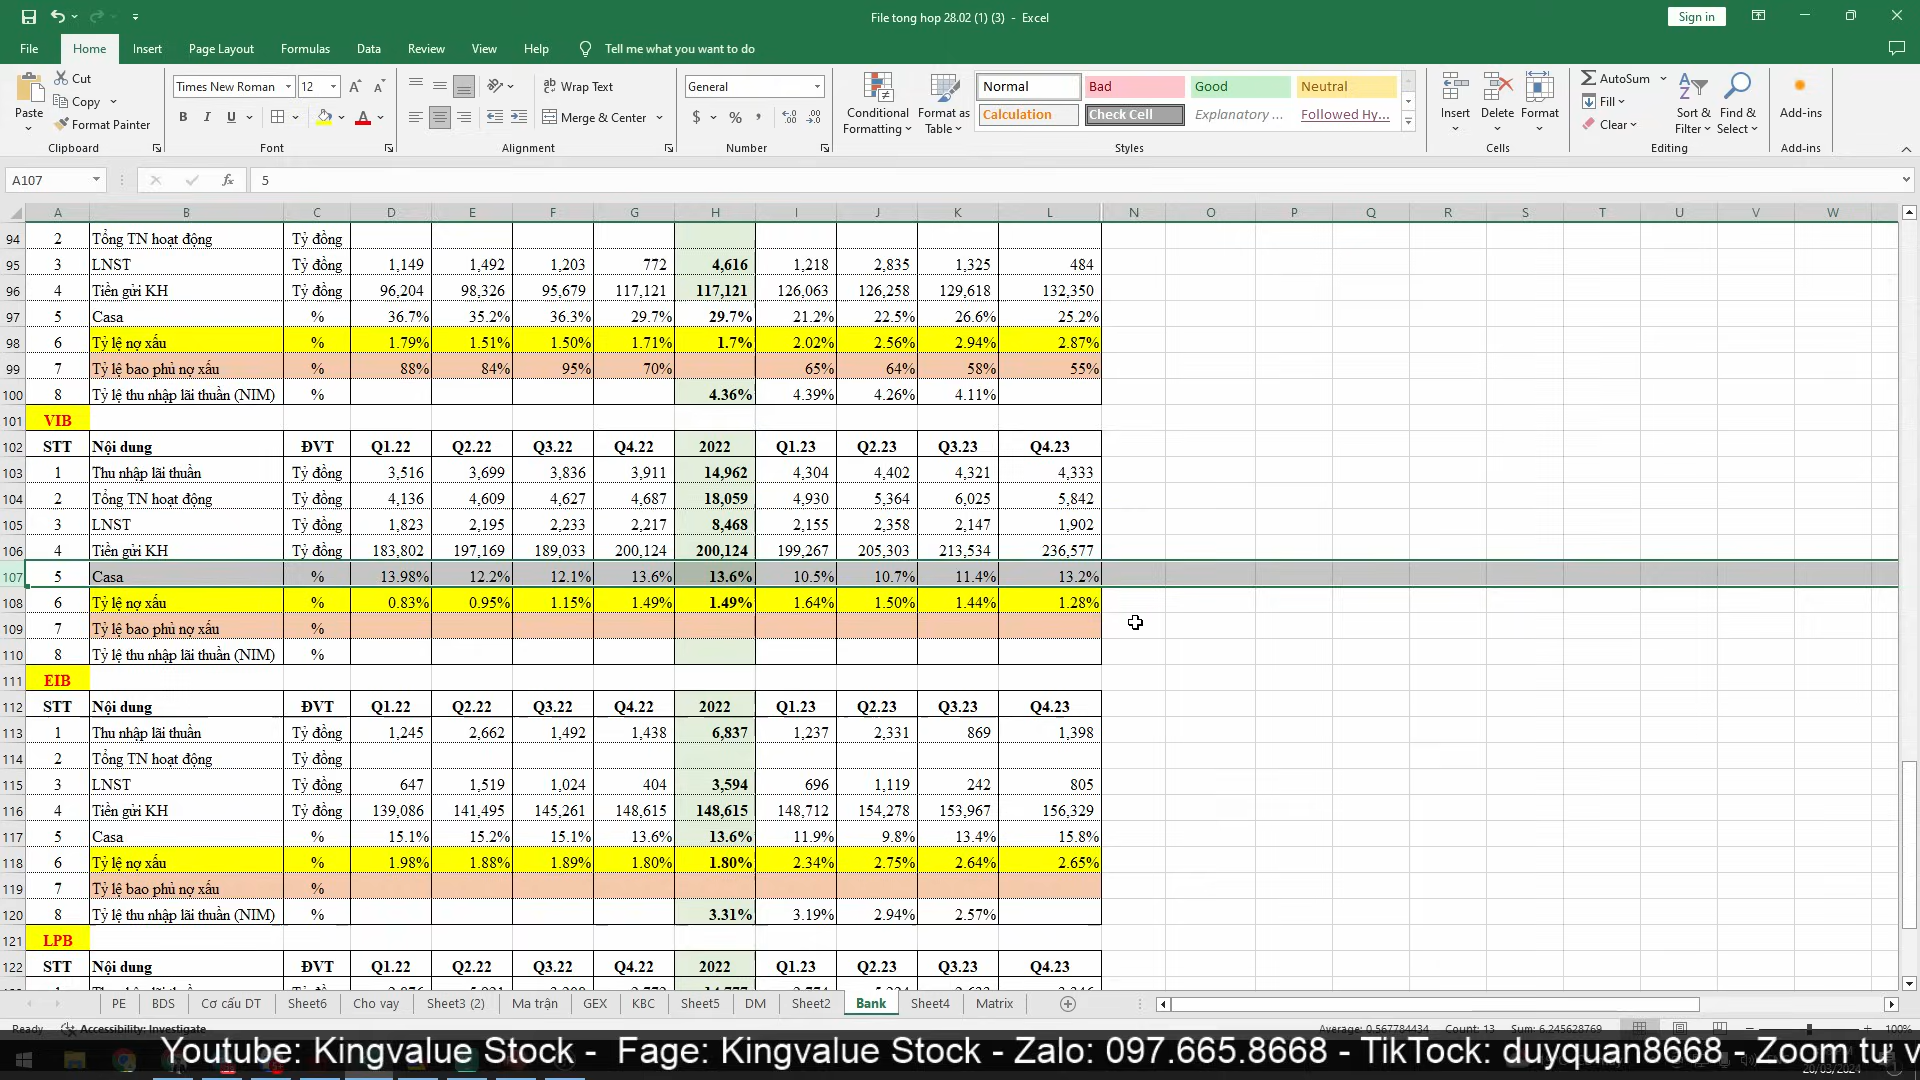 File tong hop 28.02 (1) (3) - Excel
Sign in
File Home Insert Page Layout Formulas Data Review View Help Tell me what you want to do
Paste Cut Copy Format Painter Clipboard
Times New Roman 12 B I U A Font
Wrap Text Merge & Center Alignment
General $ % Number
Conditional Formatting Format as Table
Normal Bad Good Neutral
Calculation Check Cell Explanatory ... Followed Hy...
Styles
Insert Delete Format Cells
AutoSum Fill Clear Sort & Filter Find & Select Editing
Add-ins Add-ins
A107 fx 5
A B C D E F G H I J K L N O P Q R S T U V W
94 2 Tổng TN hoạt động Tỷ đồng
95 3 LNST Tỷ đồng 1,149 1,492 1,203 772 4,616 1,218 2,835 1,325 484
96 4 Tiền gửi KH Tỷ đồng 96,204 98,326 95,679 117,121 117,121 126,063 126,258 129,618 132,350
97 5 Casa % 36.7% 35.2% 36.3% 29.7% 29.7% 21.2% 22.5% 26.6% 25.2%
98 6 Tỷ lệ nợ xấu % 1.79% 1.51% 1.50% 1.71% 1.7% 2.02% 2.56% 2.94% 2.87%
99 7 Tỷ lệ bao phủ nợ xấu % 88% 84% 95% 70% 65% 64% 58% 55%
100 8 Tỷ lệ thu nhập lãi thuần (NIM) % 4.36% 4.39% 4.26% 4.11%
101 VIB
102 STT Nội dung ĐVT Q1.22 Q2.22 Q3.22 Q4.22 2022 Q1.23 Q2.23 Q3.23 Q4.23
103 1 Thu nhập lãi thuần Tỷ đồng 3,516 3,699 3,836 3,911 14,962 4,304 4,402 4,321 4,333
104 2 Tổng TN hoạt động Tỷ đồng 4,136 4,609 4,627 4,687 18,059 4,930 5,364 6,025 5,842
105 3 LNST Tỷ đồng 1,823 2,195 2,233 2,217 8,468 2,155 2,358 2,147 1,902
106 4 Tiền gửi KH Tỷ đồng 183,802 197,169 189,033 200,124 200,124 199,267 205,303 213,534 236,577
107 5 Casa % 13.98% 12.2% 12.1% 13.6% 13.6% 10.5% 10.7% 11.4% 13.2%
108 6 Tỷ lệ nợ xấu % 0.83% 0.95% 1.15% 1.49% 1.49% 1.64% 1.50% 1.44% 1.28%
109 7 Tỷ lệ bao phủ nợ xấu %
110 8 Tỷ lệ thu nhập lãi thuần (NIM) %
111 EIB
112 STT Nội dung ĐVT Q1.22 Q2.22 Q3.22 Q4.22 2022 Q1.23 Q2.23 Q3.23 Q4.23
113 1 Thu nhập lãi thuần Tỷ đồng 1,245 2,662 1,492 1,438 6,837 1,237 2,331 869 1,398
114 2 Tổng TN hoạt động Tỷ đồng
115 3 LNST Tỷ đồng 647 1,519 1,024 404 3,594 696 1,119 242 805
116 4 Tiền gửi KH Tỷ đồng 139,086 141,495 145,261 148,615 148,615 148,712 154,278 153,967 156,329
117 5 Casa % 15.1% 15.2% 15.1% 13.6% 13.6% 11.9% 9.8% 13.4% 15.8%
118 6 Tỷ lệ nợ xấu % 1.98% 1.88% 1.89% 1.80% 1.80% 2.34% 2.75% 2.64% 2.65%
119 7 Tỷ lệ bao phủ nợ xấu %
120 8 Tỷ lệ thu nhập lãi thuần (NIM) % 3.31% 3.19% 2.94% 2.57%
121 LPB
122 STT Nội dung ĐVT Q1.22 Q2.22 Q3.22 Q4.22 2022 Q1.23 Q2.23 Q3.23 Q4.23
PE BDS Cơ cấu DT Sheet6 Cho vay Sheet3 (2) Ma trận GEX KBC Sheet5 DM Sheet2 Bank Sheet4 Matrix
Ready Accessibility: Investigate Average: 0.567784434 Count: 13 Sum: 6.245628769 100%
Youtube: Kingvalue Stock - Fage: Kingvalue Stock - Zalo: 097.665.8668 - TikTock: duyquan8668 - Zoom tư v
20/03/2024